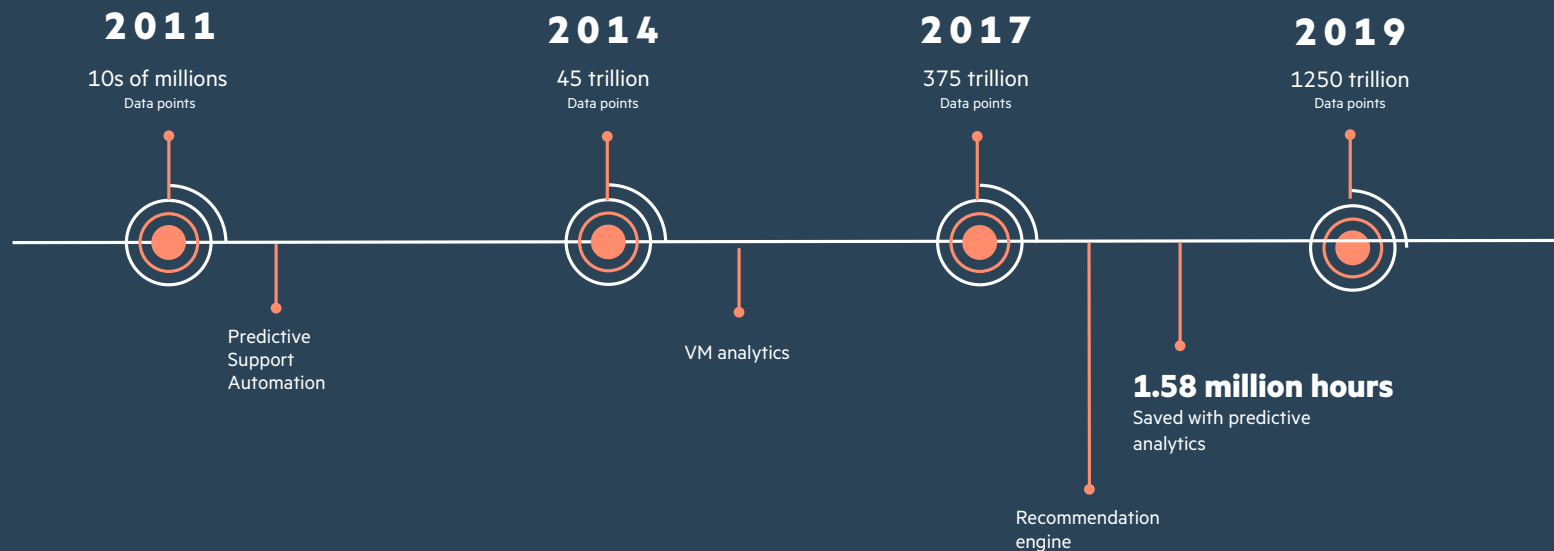 2011
10s of millions
Data points
2014
45 trillion
Data points
2017
375 trillion
Data points
2019
1250 trillion
Data points
Predictive
Support
Automation
VM analytics
1.58 million hours
Saved with predictive
analytics
Recommendation
engine